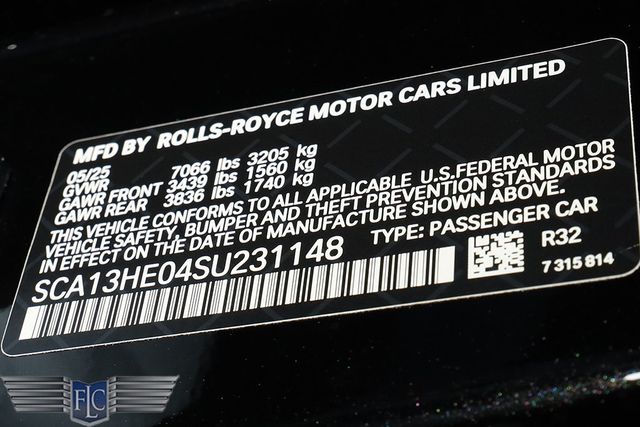 MFD BY ROLLS-ROYCE MOTOR CARS LIMITED
05/25
GVWR 7066 lbs 3205 kg
GAWR FRONT 3439 lbs 1560 kg
GAWR REAR 3836 lbs 1740 kg
THIS VEHICLE CONFORMS TO ALL APPLICABLE U.S.FEDERAL MOTOR
VEHICLE SAFETY, BUMPER AND THEFT PREVENTION STANDARDS
IN EFFECT ON THE DATE OF MANUFACTURE SHOWN ABOVE.
SCA13HE04SU231148 TYPE: PASSENGER CAR
R32
7 315 814
FLC